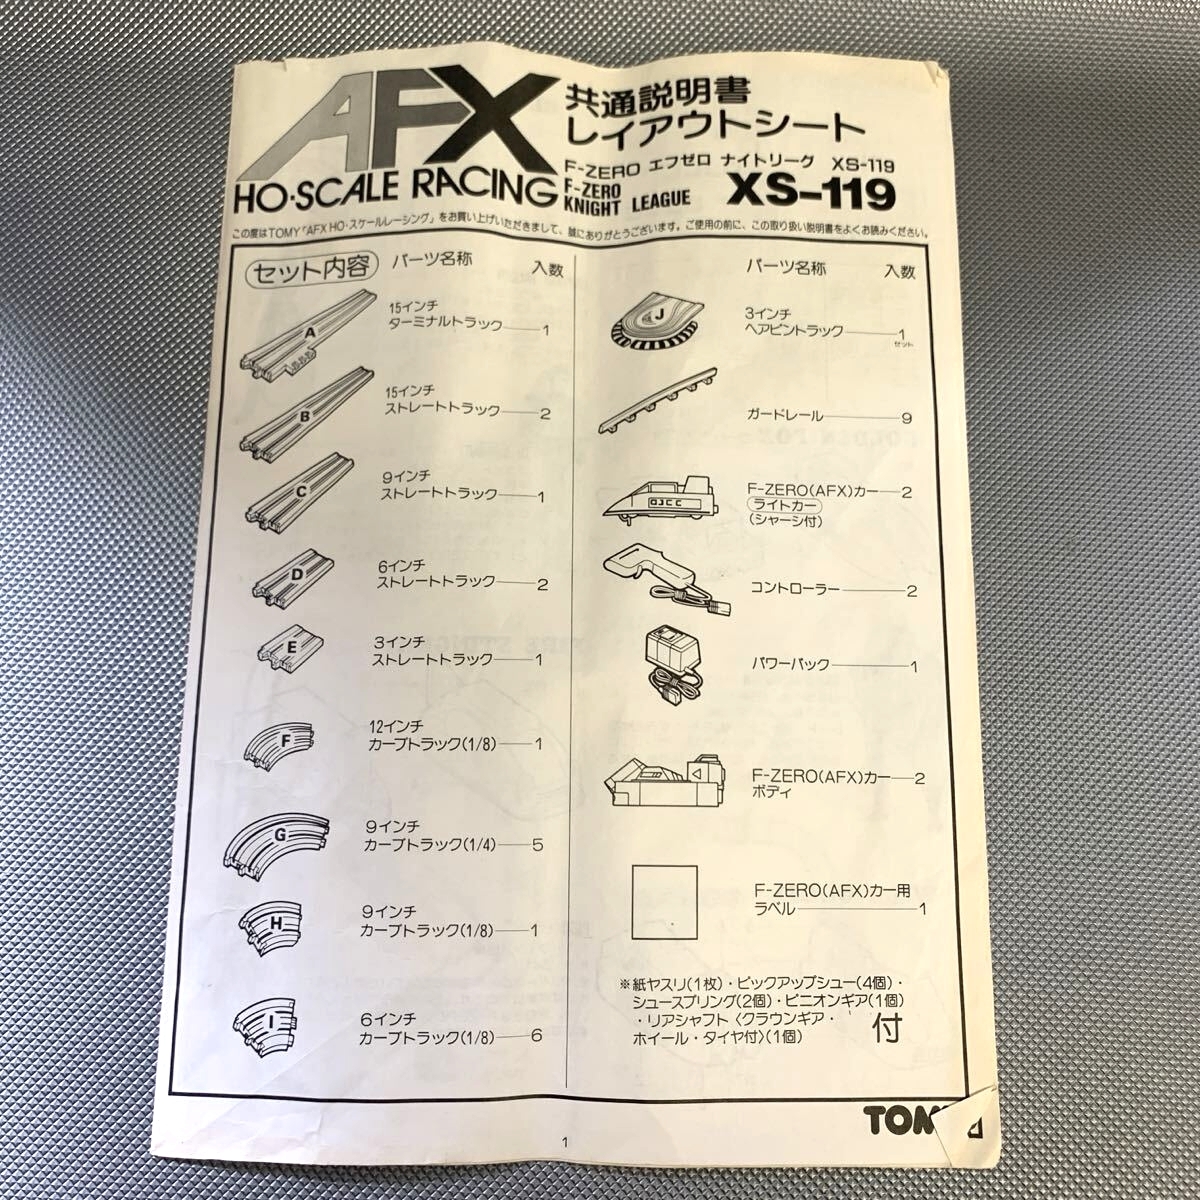 AFX
HO・SCALE RACING
共通説明書
レイアウトシート
F-ZERO エフゼロ ナイトリーグ XS-119
F-ZERO
KNIGHT LEAGUE
XS-119
この度はTOMY「AFX HO・スケールレーシング」をお買い上げいただきまして、誠にありがとうございます。ご使用の前に、この取り扱い説明書をよくお読みください。
セット内容 パーツ名称 入数
A 15インチ
ターミナルトラック 1
B 15インチ
ストレートトラック 2
C 9インチ
ストレートトラック 1
D 6インチ
ストレートトラック 2
E 3インチ
ストレートトラック 1
F 12インチ
カーブトラック(1/8) 1
G 9インチ
カーブトラック(1/4) 5
H 9インチ
カーブトラック(1/8) 1
I 6インチ
カーブトラック(1/8) 6
パーツ名称 入数
J 3インチ
ヘアピントラック 1
セット
ガードレール 9
F-ZERO(AFX)カー 2
ライトカー
(シャーシ付)
コントローラー 2
パワーパック 1
F-ZERO(AFX)カー 2
ボディ
F-ZERO(AFX)カー用
ラベル 1
※紙ヤスリ(1枚)・ピックアップシュー(4個)・
シュースプリング(2個)・ピニオンギア(1個)
・リアシャフト〈クラウンギア・
ホイール・タイヤ付〉(1個) 付
1